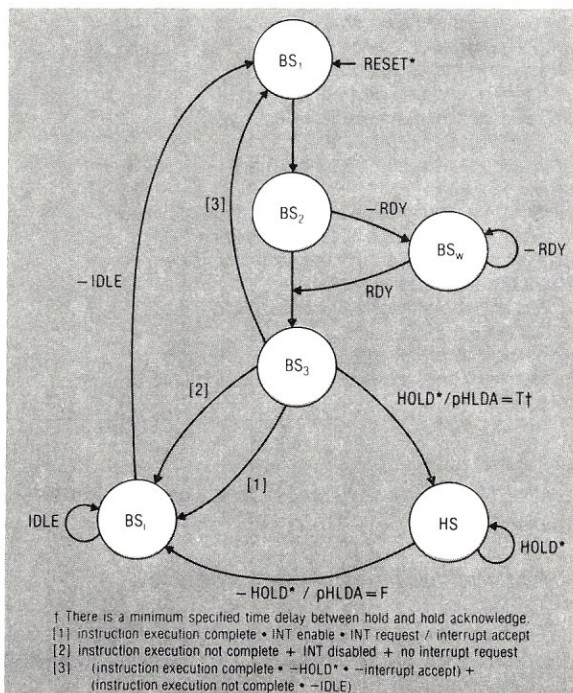 BS1
RESET*
[3]
BS2
–RDY
BSw
–RDY
–IDLE
RDY
BS3
[2]
HOLD*/pHLDA=T†
[1]
IDLE
BSi
HS
HOLD*
–HOLD* / pHLDA=F
† There is a minimum specified time delay between hold and hold acknowledge.
[1] instruction execution complete • INT enable • INT request / interrupt accept
[2] instruction execution not complete + INT disabled + no interrupt request
[3] (instruction execution complete • –HOLD* • –interrupt accept) +
(instruction execution not complete • –IDLE)